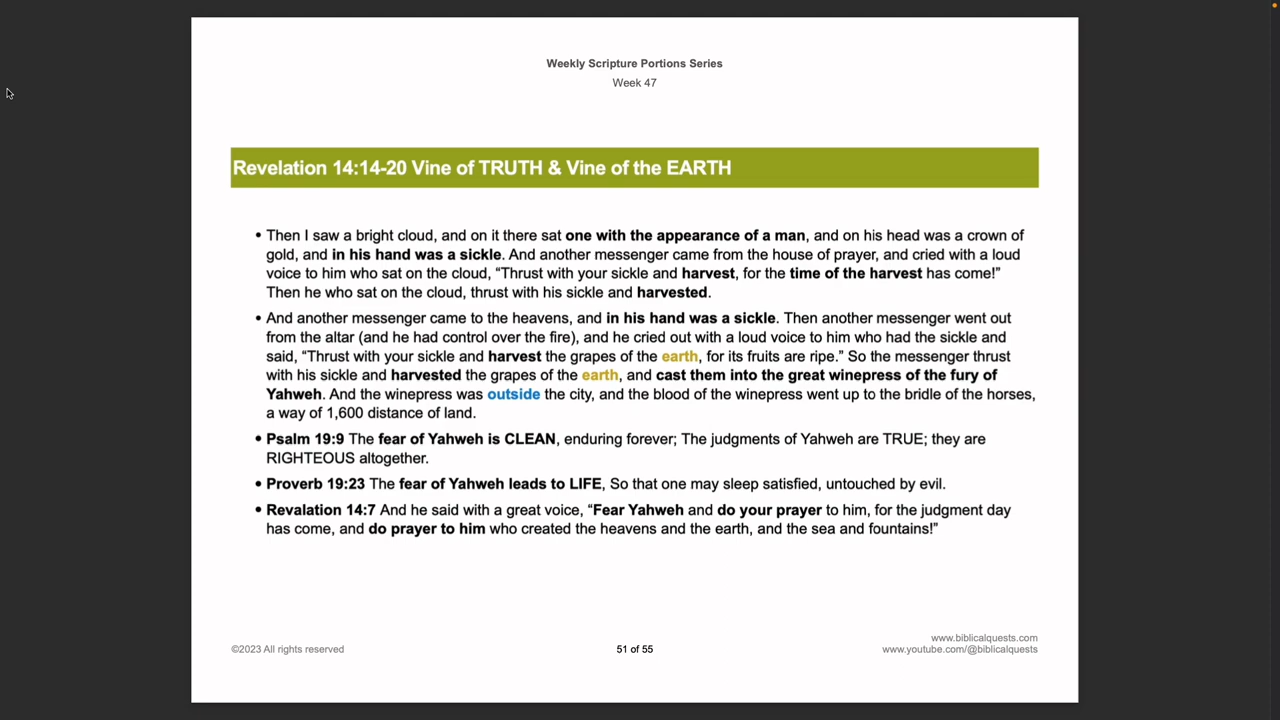 Weekly Scripture Portions Series
Week 47
Revelation 14:14-20 Vine of TRUTH & Vine of the EARTH
• Then I saw a bright cloud, and on it there sat one with the appearance of a man, and on his head was a crown of
gold, and in his hand was a sickle. And another messenger came from the house of prayer, and cried with a loud
voice to him who sat on the cloud, “Thrust with your sickle and harvest, for the time of the harvest has come!”
Then he who sat on the cloud, thrust with his sickle and harvested.
• And another messenger came to the heavens, and in his hand was a sickle. Then another messenger went out
from the altar (and he had control over the fire), and he cried out with a loud voice to him who had the sickle and
said, “Thrust with your sickle and harvest the grapes of the earth, for its fruits are ripe.” So the messenger thrust
with his sickle and harvested the grapes of the earth, and cast them into the great winepress of the fury of
Yahweh. And the winepress was outside the city, and the blood of the winepress went up to the bridle of the horses,
a way of 1,600 distance of land.
• Psalm 19:9 The fear of Yahweh is CLEAN, enduring forever; The judgments of Yahweh are TRUE; they are
RIGHTEOUS altogether.
• Proverb 19:23 The fear of Yahweh leads to LIFE, So that one may sleep satisfied, untouched by evil.
• Revalation 14:7 And he said with a great voice, “Fear Yahweh and do your prayer to him, for the judgment day
has come, and do prayer to him who created the heavens and the earth, and the sea and fountains!”
©2023 All rights reserved
51 of 55
www.biblicalquests.com
www.youtube.com/@biblicalquests